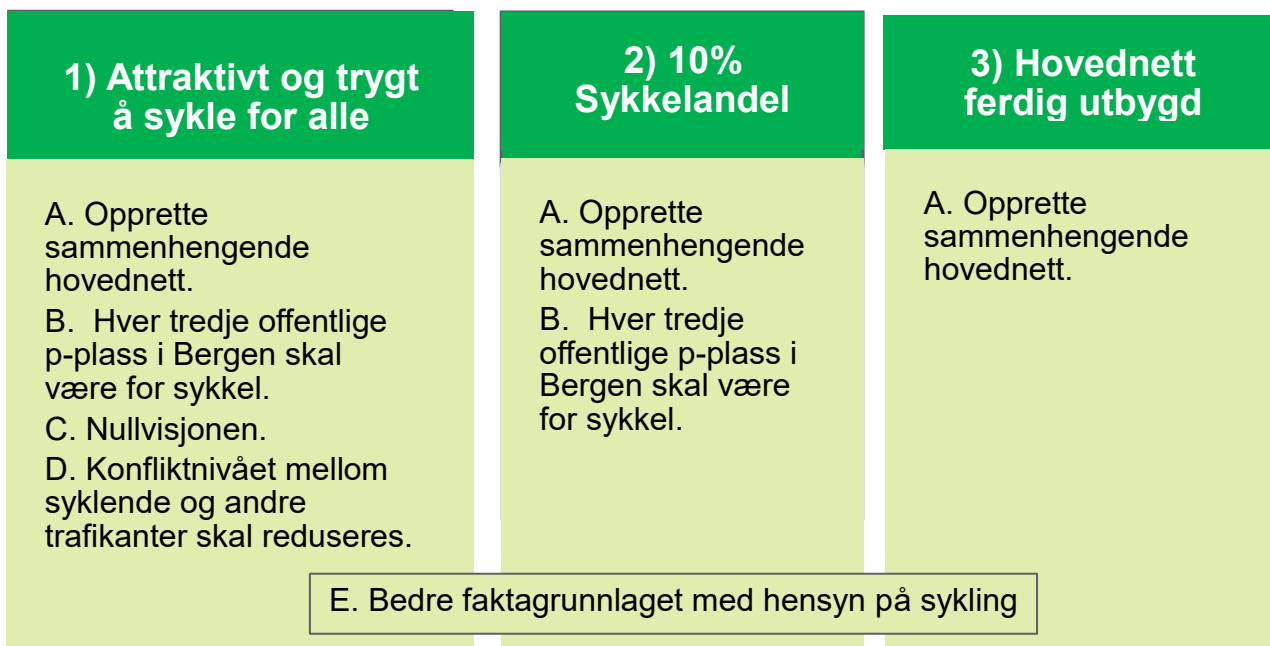 1) Attraktivt og trygt
å sykle for alle
A. Opprette
sammenhengende
hovednett.
B. Hver tredje offentlige
p-plass i Bergen skal
være for sykkel.
C. Nullvisjonen.
D. Konfliktnivået mellom
syklende og andre
trafikanter skal reduseres.
2) 10%
Sykkelandel
A. Opprette
sammenhengende
hovednett.
B. Hver tredje
offentlige p-plass i
Bergen skal være
for sykkel.
3) Hovednett
ferdig utbygd
A. Opprette
sammenhengende
hovednett.
E. Bedre faktagrunnlaget med hensyn på sykling